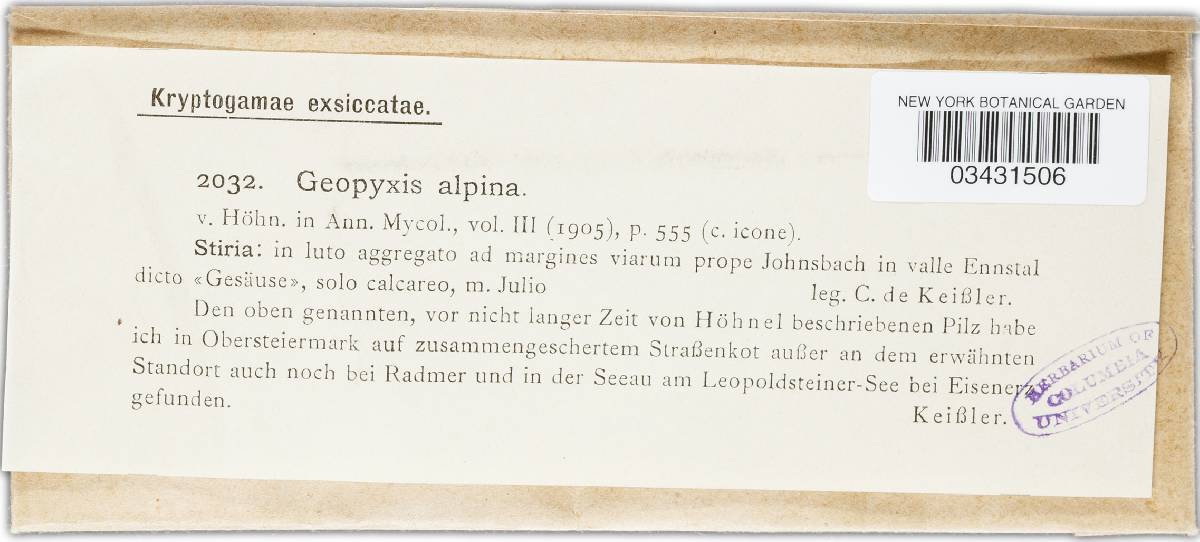 Kryptogamae exsiccatae.
NEW YORK BOTANICAL GARDEN
03431506
2032. Geopyxis alpina.
v. Höhn. in Ann. Mycol., vol. III (1905), p. 555 (c. icone).
Stiria: in luto aggregato ad margines viarum prope Johnsbach in valle Ennstal
dicto «Gesäuse», solo calcareo, m. Julio leg. C. de Keißler.
Den oben genannten, vor nicht langer Zeit von Höhnel beschriebenen Pilz habe
ich in Obersteiermark auf zusammengeschertem Straßenkot außer an dem erwähnten
Standort auch noch bei Radmer und in der Seeau am Leopoldsteiner-See bei Eisenerz
gefunden. Keißler.
HERBARIUM OF
COLUMBIA
UNIVERSITY